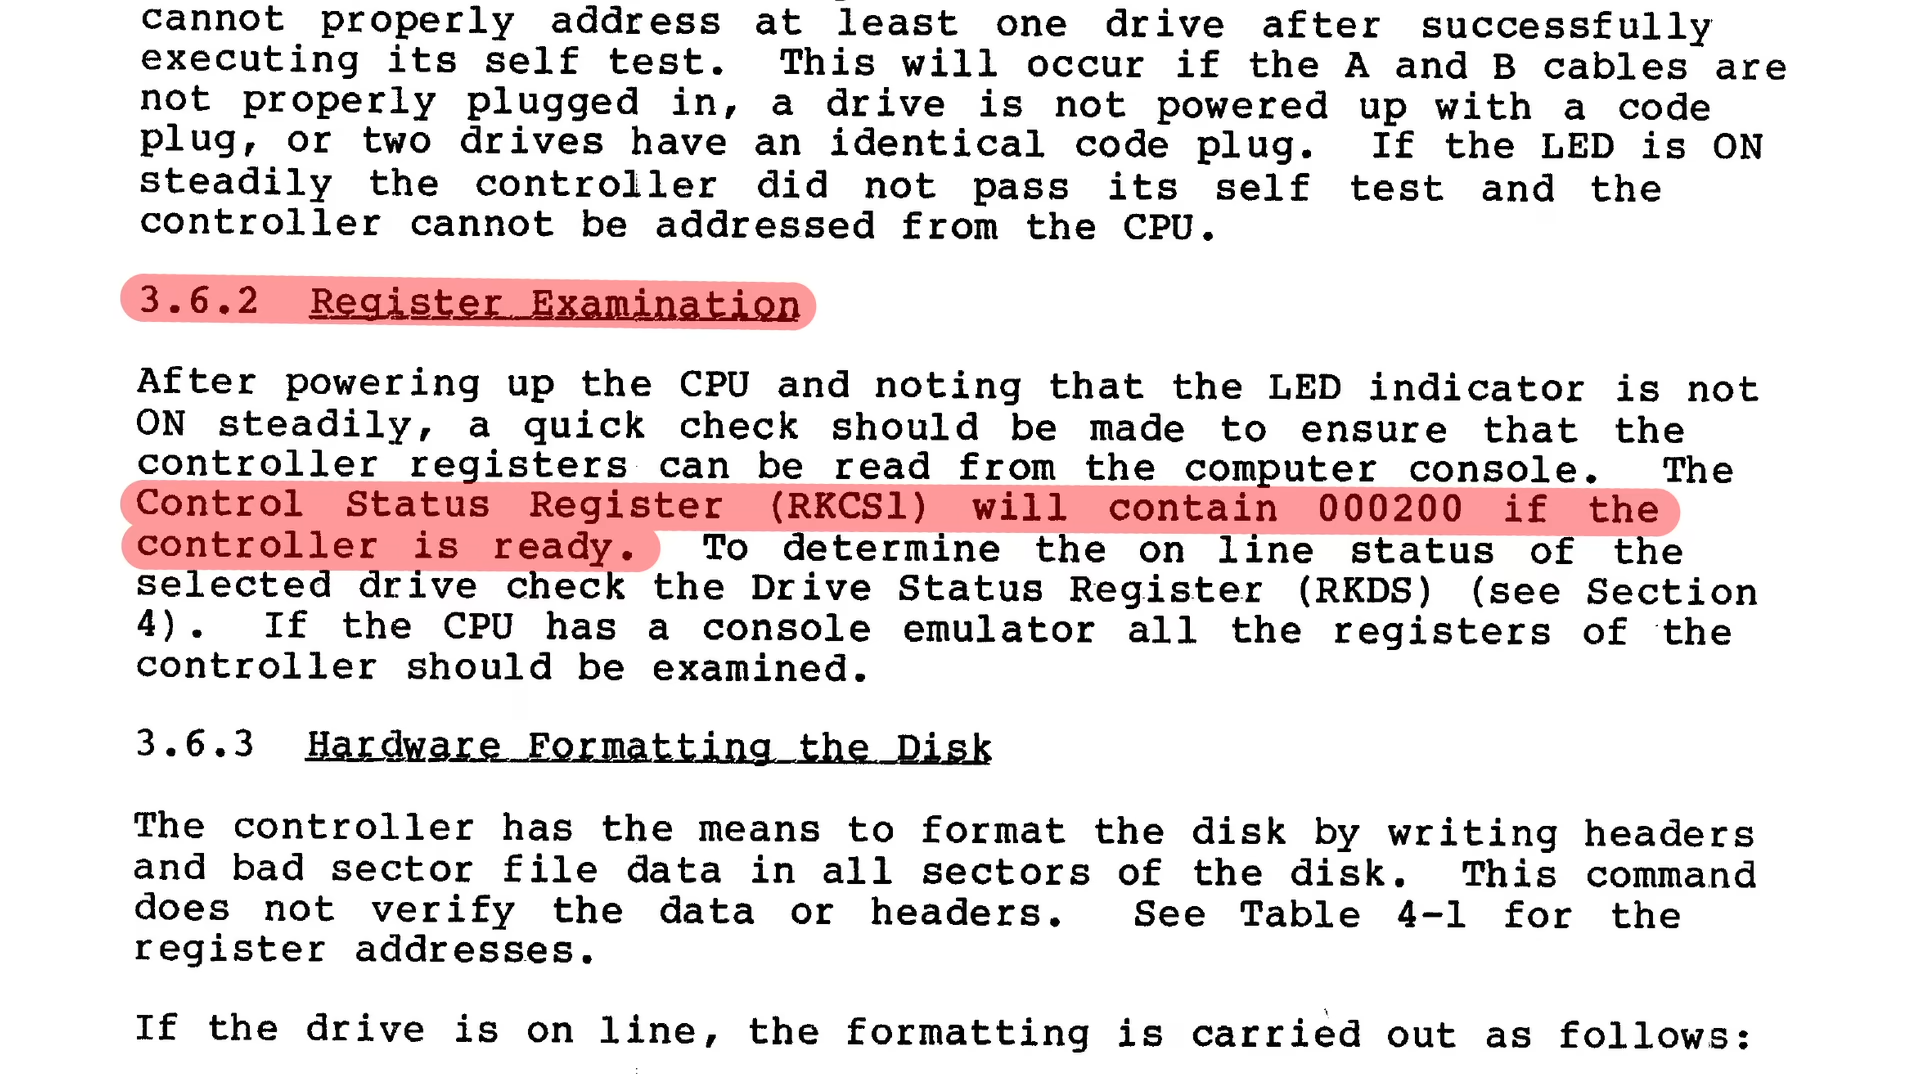 cannot properly address at least one drive after successfully
executing its self test. This will occur if the A and B cables are
not properly plugged in, a drive is not powered up with a code
plug, or two drives have an identical code plug. If the LED is ON
steadily the controller did not pass its self test and the
controller cannot be addressed from the CPU.
3.6.2 Register Examination
After powering up the CPU and noting that the LED indicator is not
ON steadily, a quick check should be made to ensure that the
controller registers can be read from the computer console. The
Control Status Register (RKCS1) will contain 000200 if the
controller is ready. To determine the on line status of the
selected drive check the Drive Status Register (RKDS) (see Section
4). If the CPU has a console emulator all the registers of the
controller should be examined.
3.6.3 Hardware Formatting the Disk
The controller has the means to format the disk by writing headers
and bad sector file data in all sectors of the disk. This command
does not verify the data or headers. See Table 4-1 for the
register addresses.
If the drive is on line, the formatting is carried out as follows: